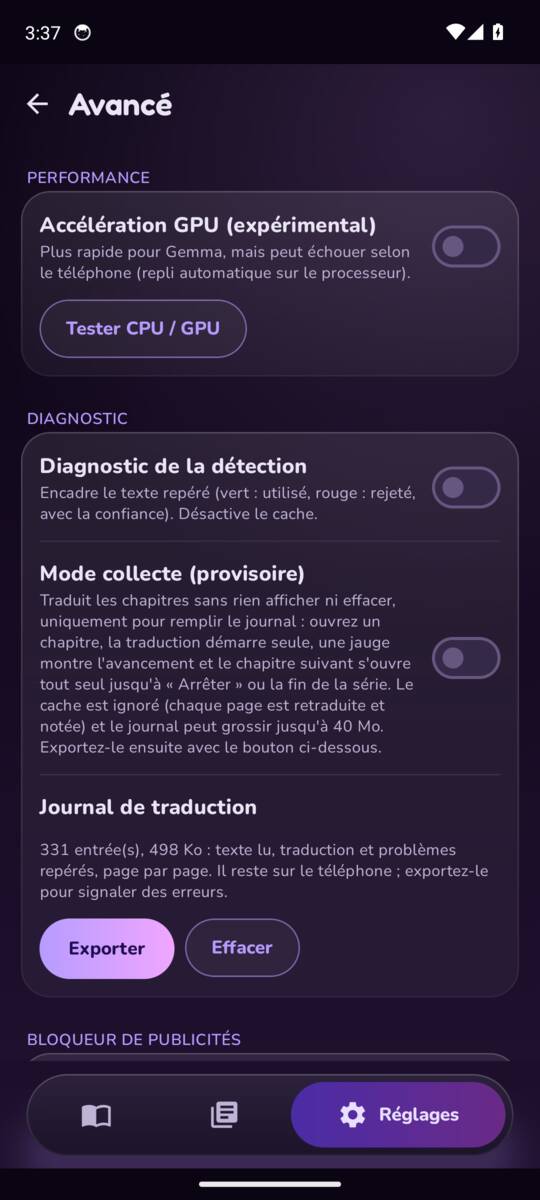 3:37
Avancé
PERFORMANCE
Accélération GPU (expérimental)
Plus rapide pour Gemma, mais peut échouer selon
le téléphone (repli automatique sur le processeur).
Tester CPU / GPU
DIAGNOSTIC
Diagnostic de la détection
Encadre le texte repéré (vert : utilisé, rouge : rejeté,
avec la confiance). Désactive le cache.
Mode collecte (provisoire)
Traduit les chapitres sans rien afficher ni effacer,
uniquement pour remplir le journal : ouvrez un
chapitre, la traduction démarre seule, une jauge
montre l'avancement et le chapitre suivant s'ouvre
tout seul jusqu'à « Arrêter » ou la fin de la série. Le
cache est ignoré (chaque page est retraduite et
notée) et le journal peut grossir jusqu'à 40 Mo.
Exportez-le ensuite avec le bouton ci-dessous.
Journal de traduction
331 entrée(s), 498 Ko : texte lu, traduction et problèmes
repérés, page par page. Il reste sur le téléphone ; exportez-le
pour signaler des erreurs.
Exporter
Effacer
BLOQUEUR DE PUBLICITÉS
Réglages